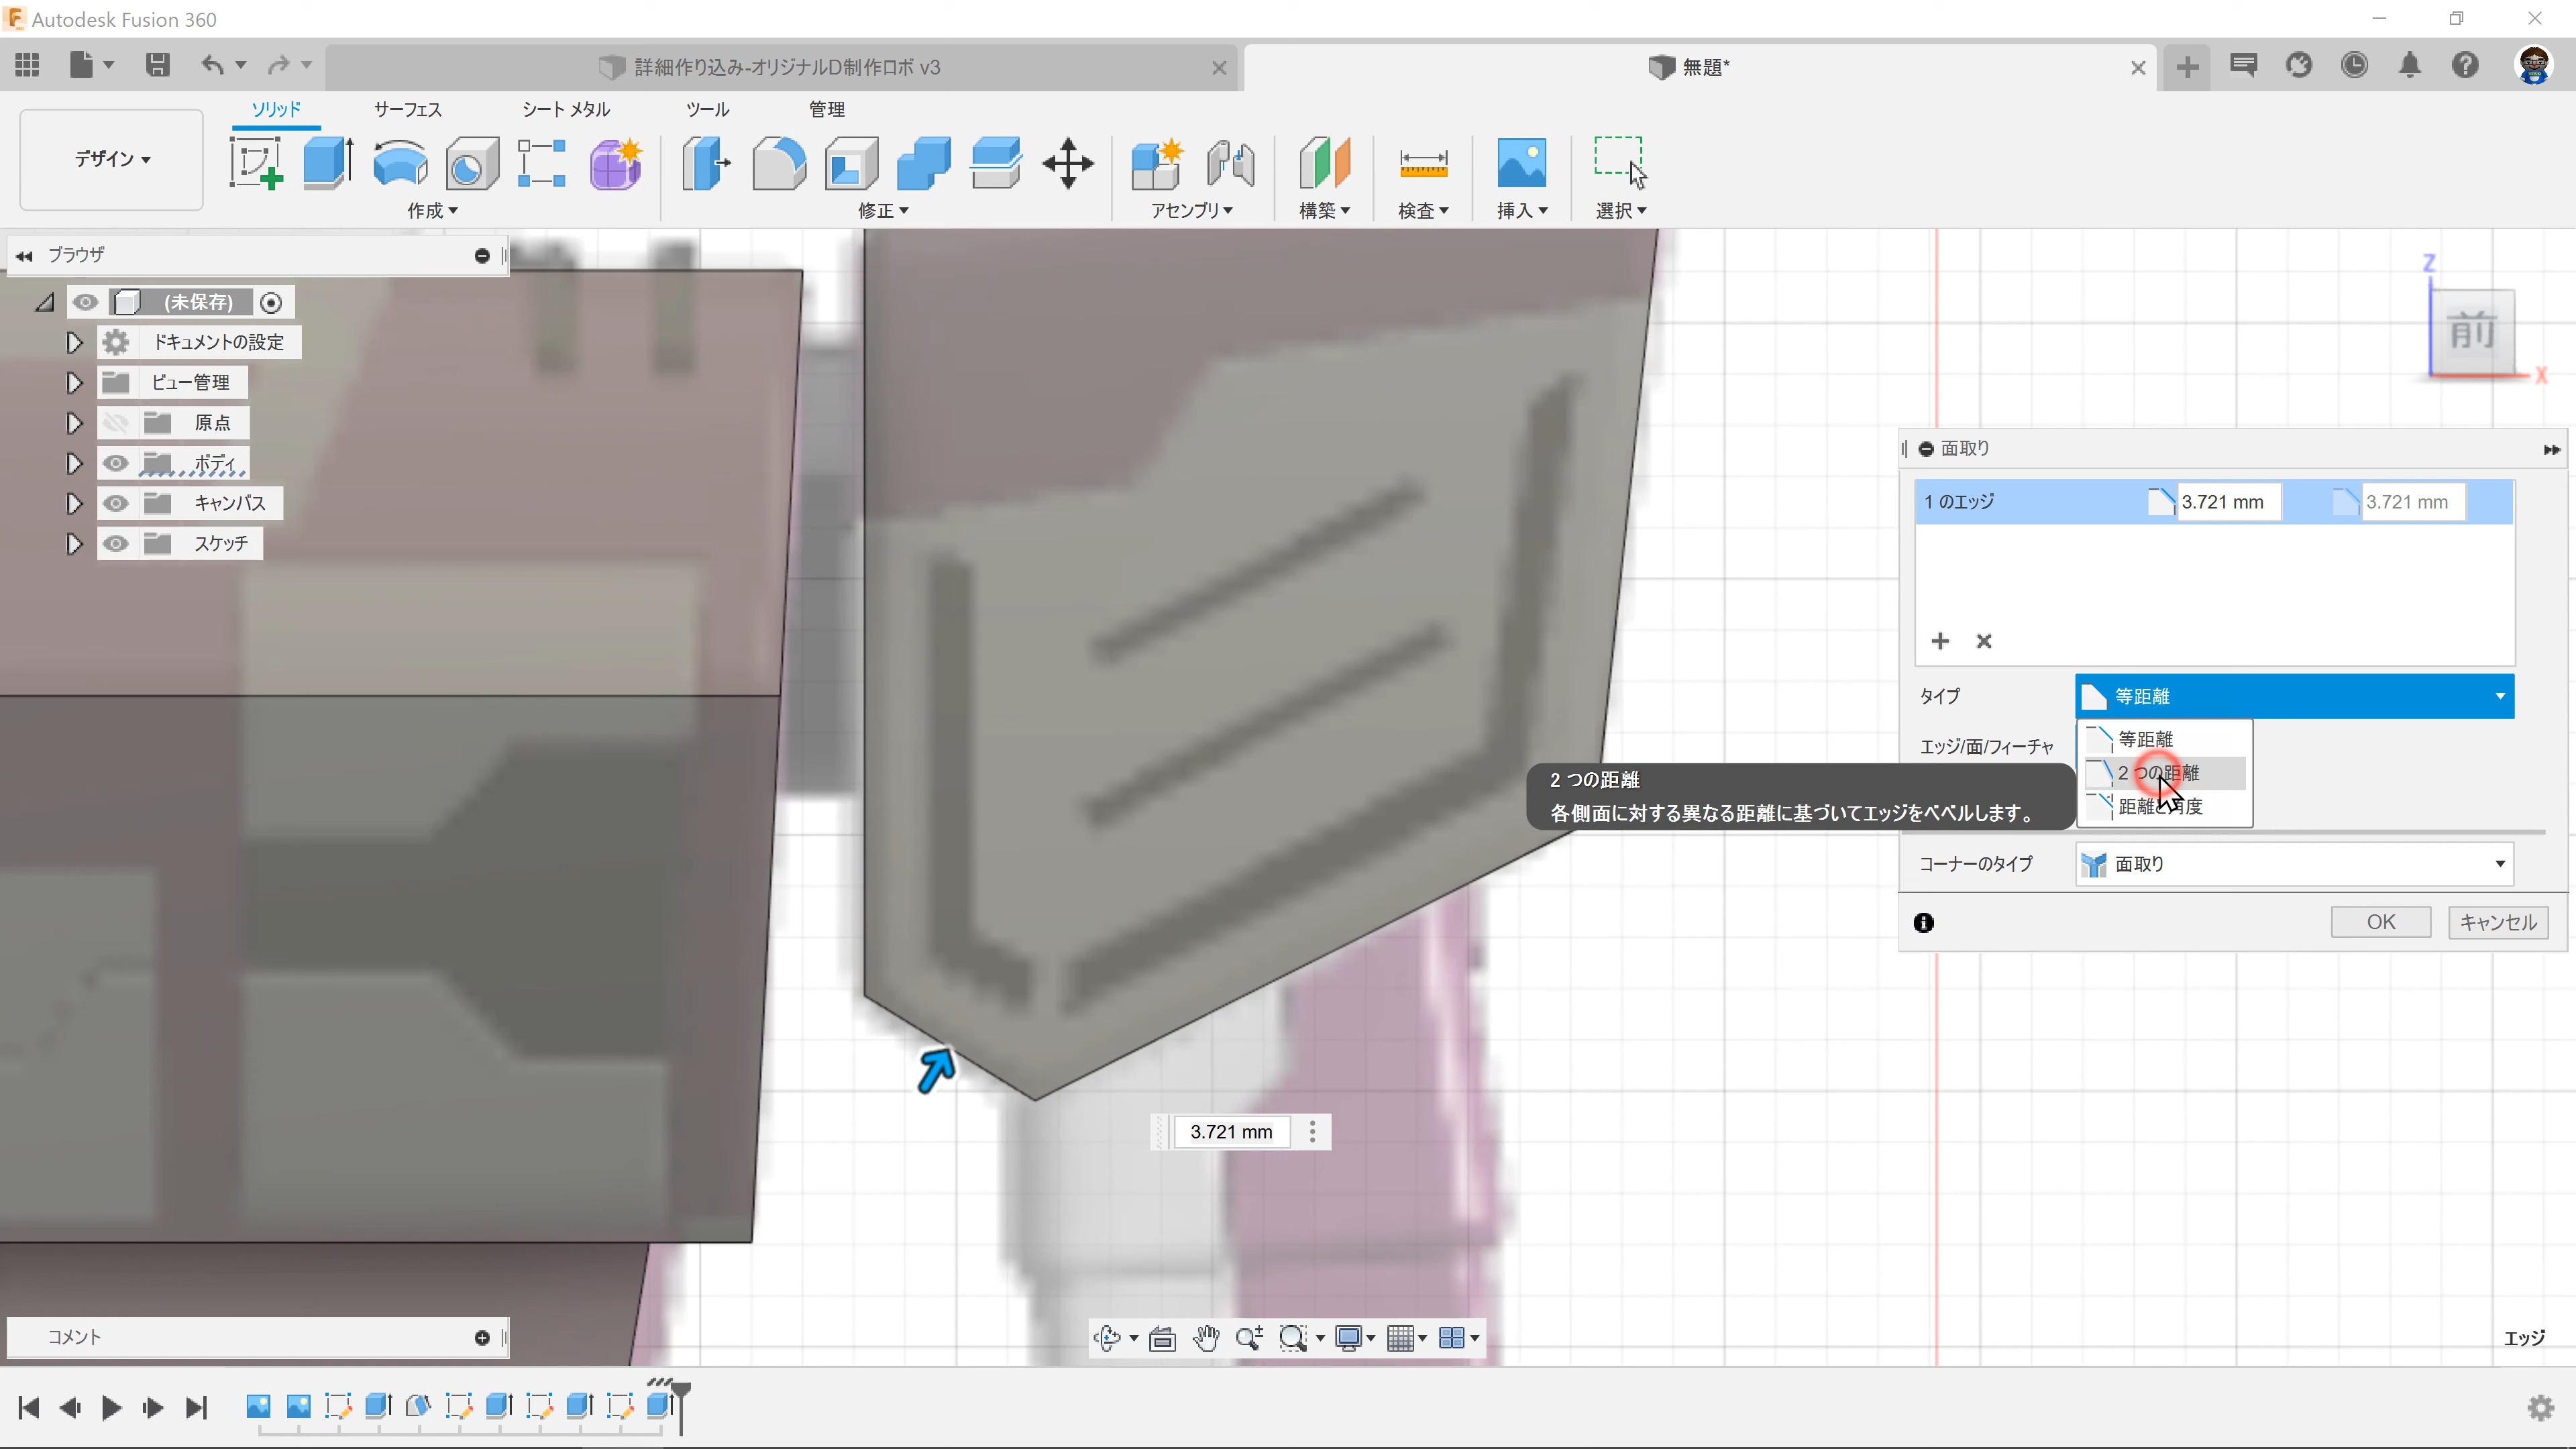 Autodesk Fusion 360
詳細作り込み-オリジナルD制作ロボ v3
無題*
ソリッド
サーフェス
シート メタル
ツール
管理
デザイン
作成
修正
アセンブリ
構築
検査
挿入
選択
ブラウザ
(未保存)
ドキュメントの設定
ビュー管理
原点
ボディ
キャンバス
スケッチ
Z
前
X
面取り
1 のエッジ
3.721 mm
3.721 mm
タイプ
等距離
エッジ/面/フィーチャ
等距離
2 つの距離
距離と角度
2 つの距離
各側面に対する異なる距離に基づいてエッジをベベルします。
コーナーのタイプ
面取り
OK
キャンセル
3.721 mm
コメント
エッジ